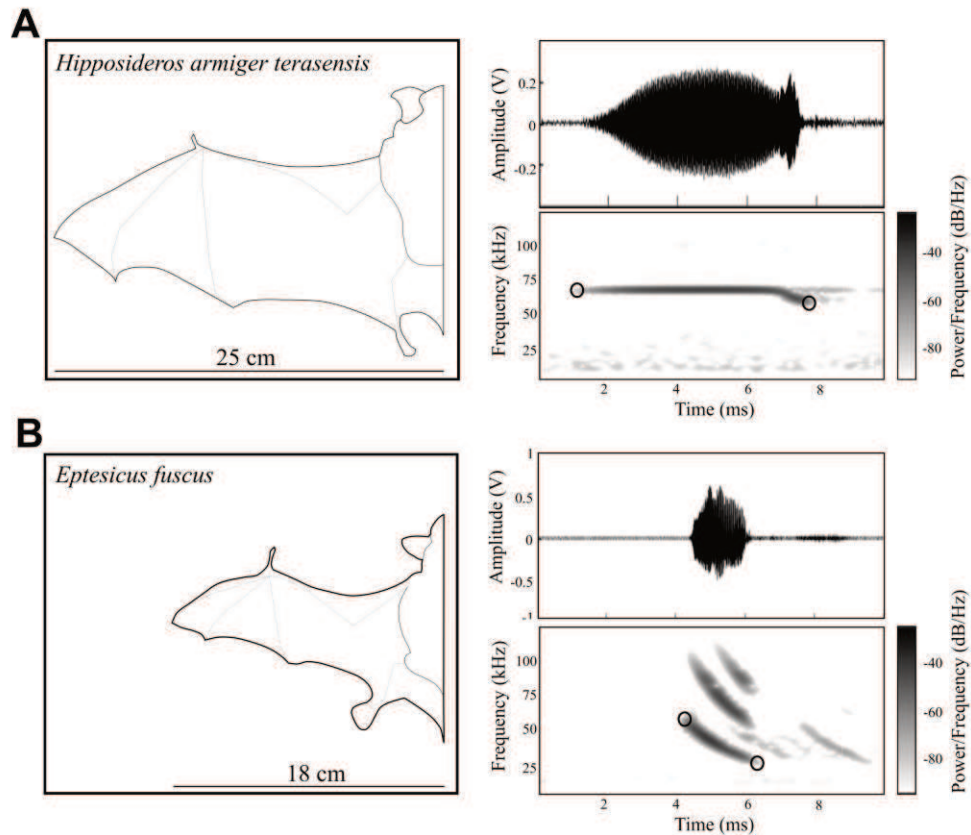 A
Hipposideros armiger terasensis
25 cm
Amplitude (V)
0.2
0
-0.2
Frequency (kHz)
100
75
50
25
2 4 6 8
Time (ms)
Power/Frequency (dB/Hz)
-40
-60
-80
B
Eptesicus fuscus
18 cm
Amplitude (V)
1
0.5
0
-0.5
-1
Frequency (kHz)
100
75
50
25
2 4 6 8
Time (ms)
Power/Frequency (dB/Hz)
-40
-60
-80